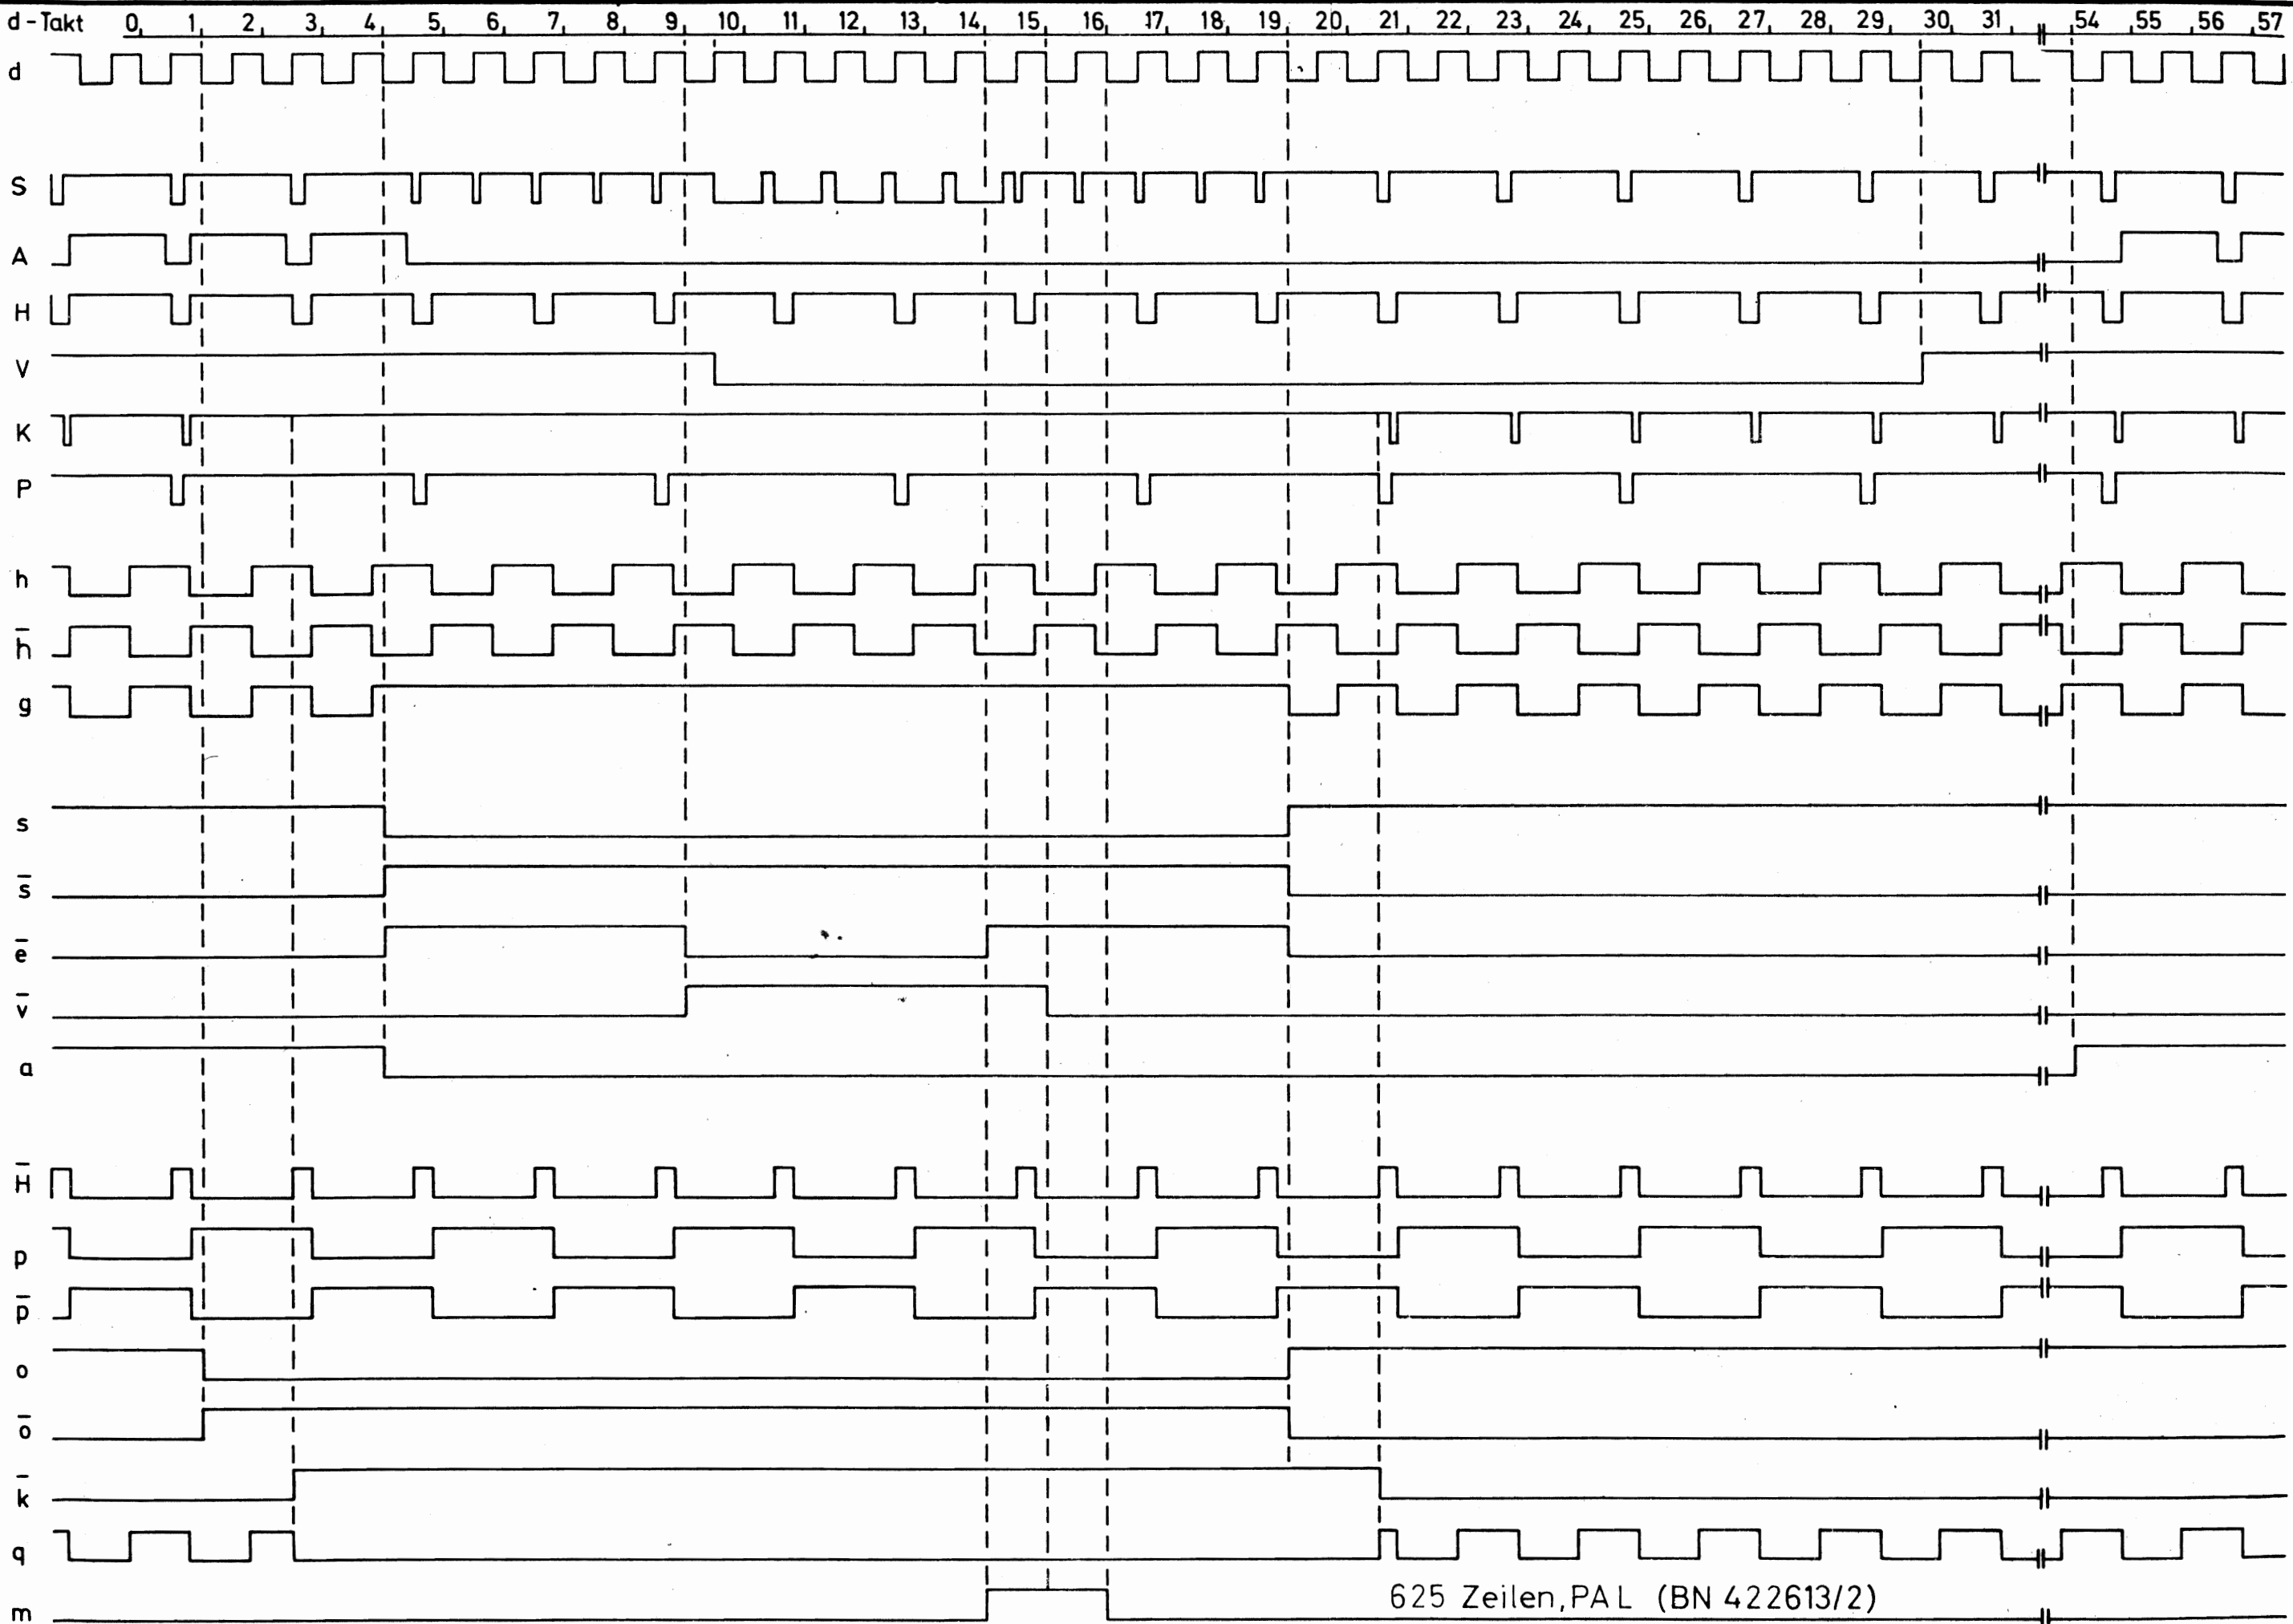 d-Takt 0 1 2 3 4 5 6 7 8 9 10 11 12 13 14 15 16 17 18 19 20 21 22 23 24 25 26 27 28 29 30 31 54 55 56 57
d
S
A
H
V
K
P
h
h̅
g
s
s̅
e̅
v̅
a
H̅
p
p̅
o
o̅
k̅
q
m
625 Zeilen, PAL (BN 422613/2)